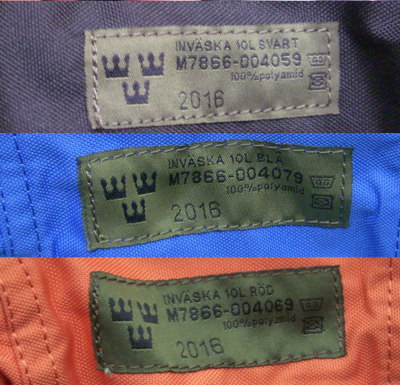 INVÄSKA 10L SVART
M7866-004059
100%polyamid
2016
INVÄSKA 10L BLÅ
M7866-004079
100%polyamid
2016
INVÄSKA 10L RÖD
M7866-004069
100%polyamid
2016